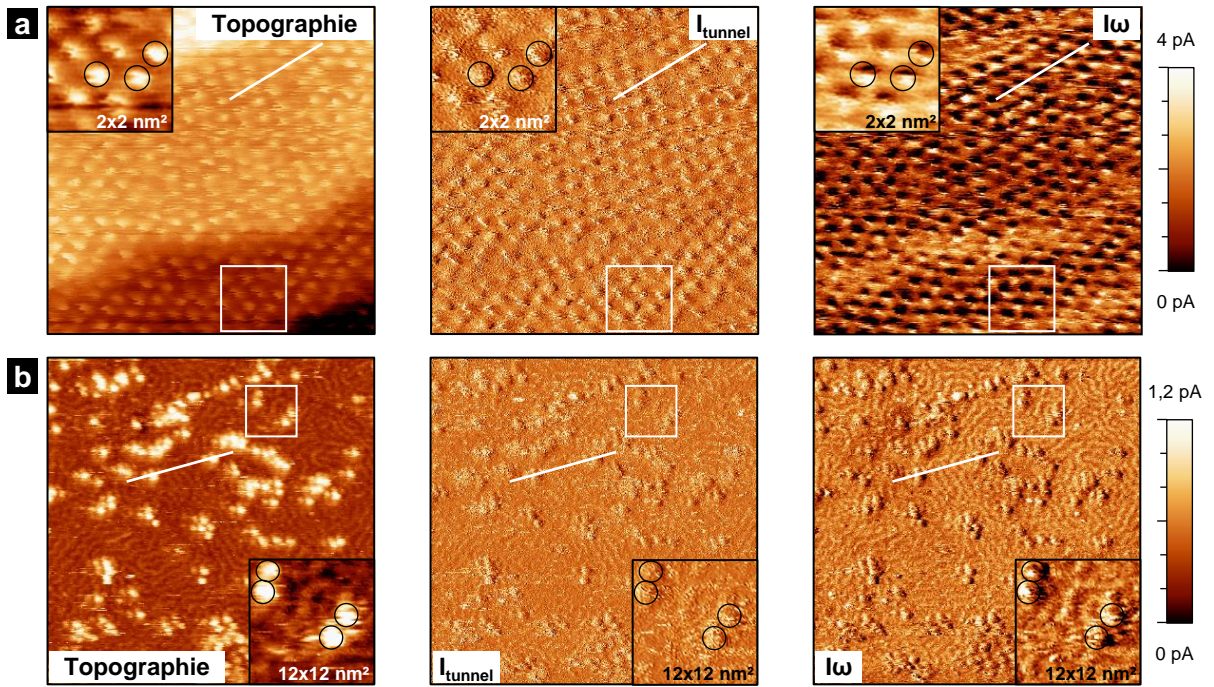 a
Topographie
2x2 nm²
I_tunnel
2x2 nm²
Iω
2x2 nm²
4 pA
0 pA
b
Topographie
12x12 nm²
I_tunnel
12x12 nm²
Iω
12x12 nm²
1,2 pA
0 pA